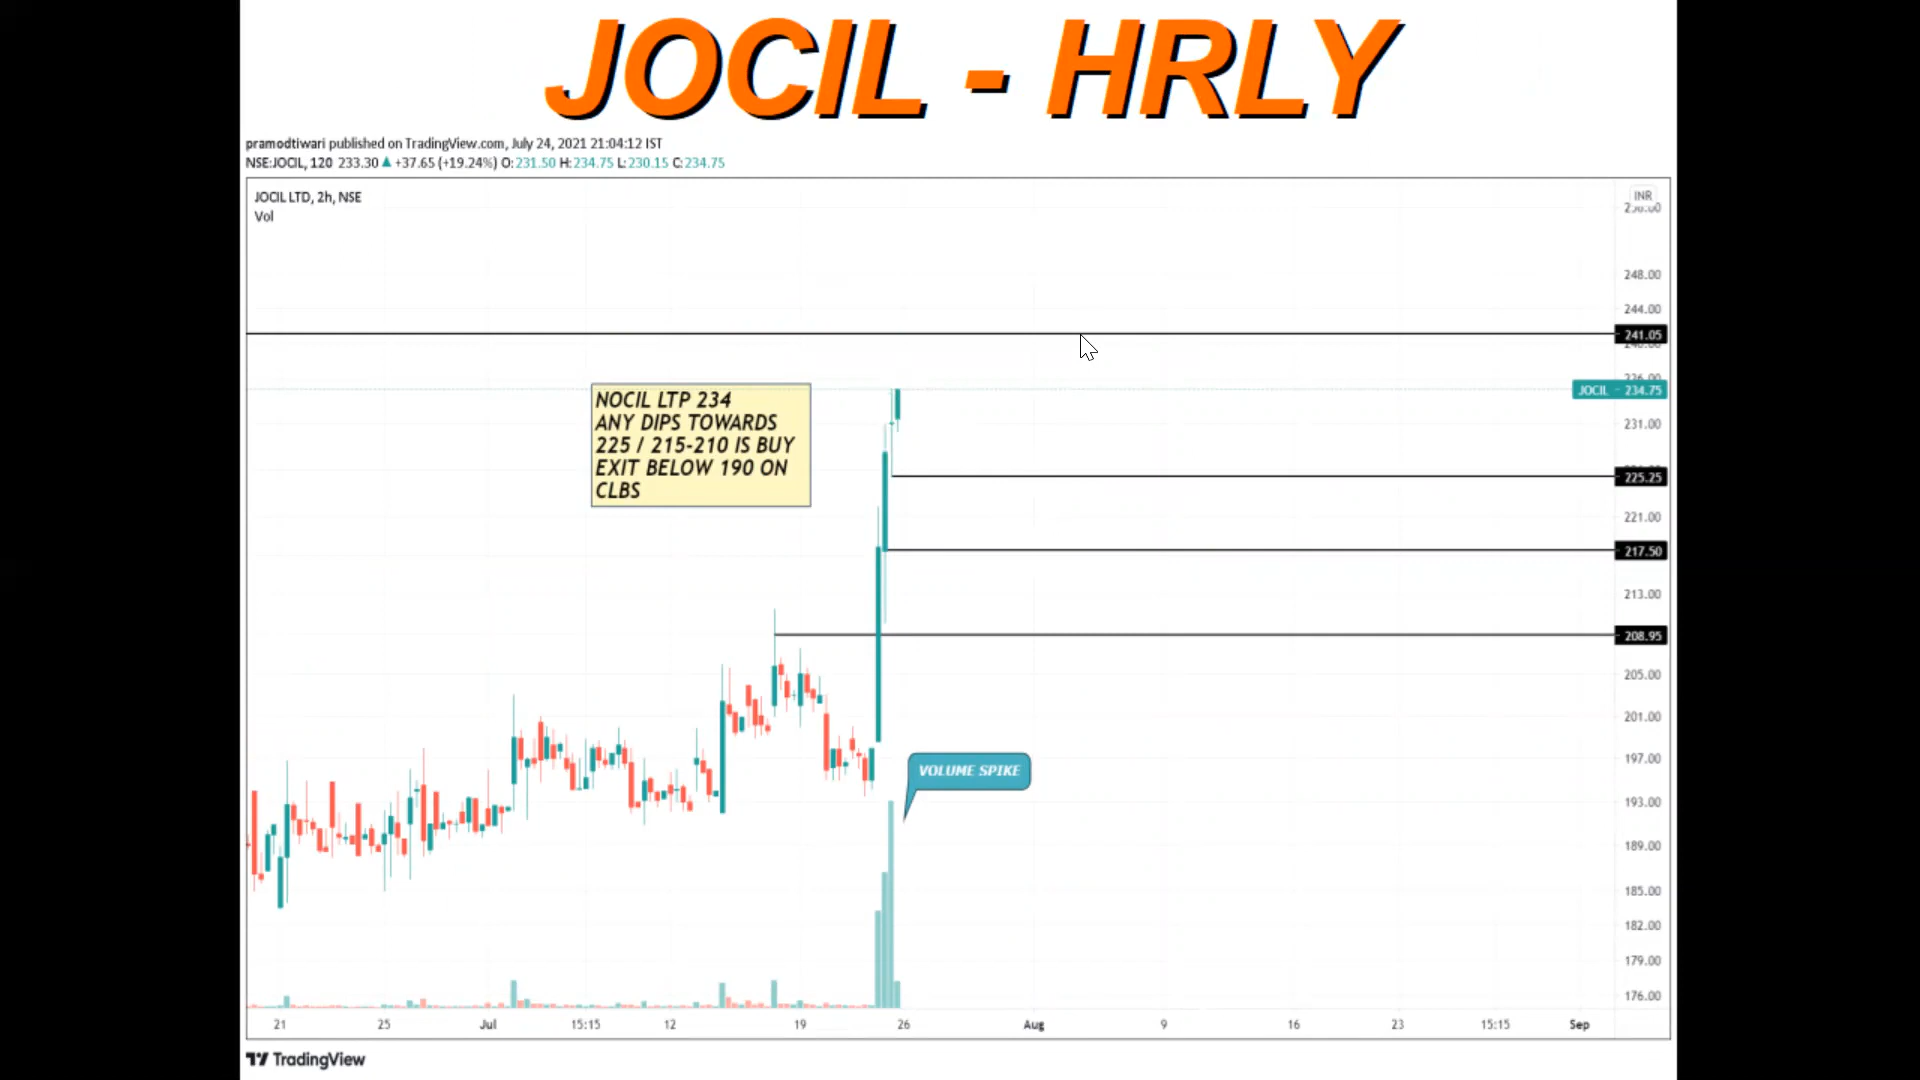 JOCIL - HRLY
pramodtiwari published on TradingView.com, July 24, 2021 21:04:12 IST
NSE:JOCIL, 120 233.30 ▲ +37.65 (+19.24%) O:231.50 H:234.75 L:230.15 C:234.75
JOCIL LTD, 2h, NSE
Vol
INR
248.00
244.00
241.05
JOCIL - 234.75
NOCIL LTP 234
ANY DIPS TOWARDS
225 / 215-210 IS BUY
EXIT BELOW 190 ON
CLBS
231.00
225.25
221.00
217.50
213.00
208.95
205.00
201.00
197.00
VOLUME SPIKE
193.00
189.00
185.00
182.00
179.00
176.00
21 25 Jul 15:15 12 19 26 Aug 9 16 23 15:15 Sep
TradingView